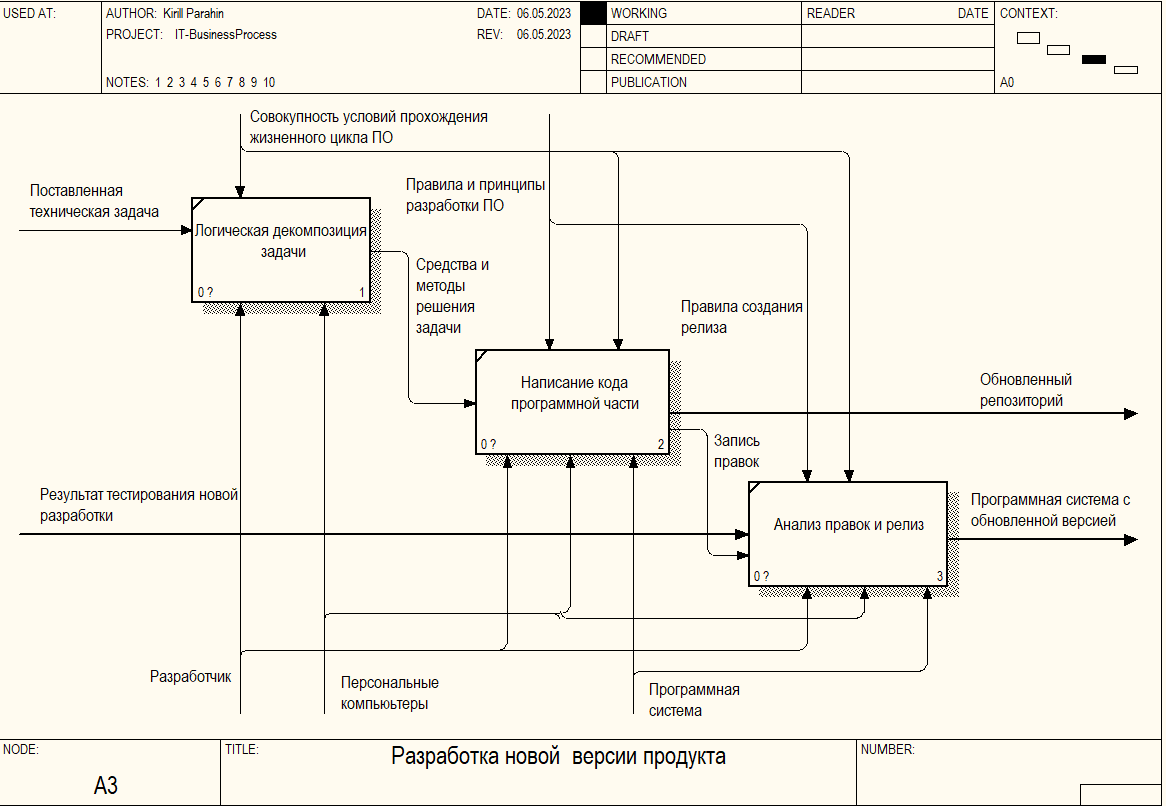 USED AT:
AUTHOR: Kirill Parahin
DATE: 06.05.2023
PROJECT: IT-BusinessProcess
REV: 06.05.2023
NOTES: 1 2 3 4 5 6 7 8 9 10
WORKING
DRAFT
RECOMMENDED
PUBLICATION
READER
DATE
CONTEXT:
A0
Совокупность условий прохождения
жизненного цикла ПО
Поставленная
техническая задача
Правила и принципы
разработки ПО
Логическая декомпозиция
задачи
0 ?
1
Средства и
методы
решения
задачи
Правила создания
релиза
Написание кода
программной части
0 ?
2
Обновленный
репозиторий
Запись
правок
Результат тестирования новой
разработки
Анализ правок и релиз
0 ?
3
Программная система с
обновленной версией
Разработчик
Персональные
компьюьтеры
Программная
система
NODE:
A3
TITLE:
Разработка новой версии продукта
NUMBER: